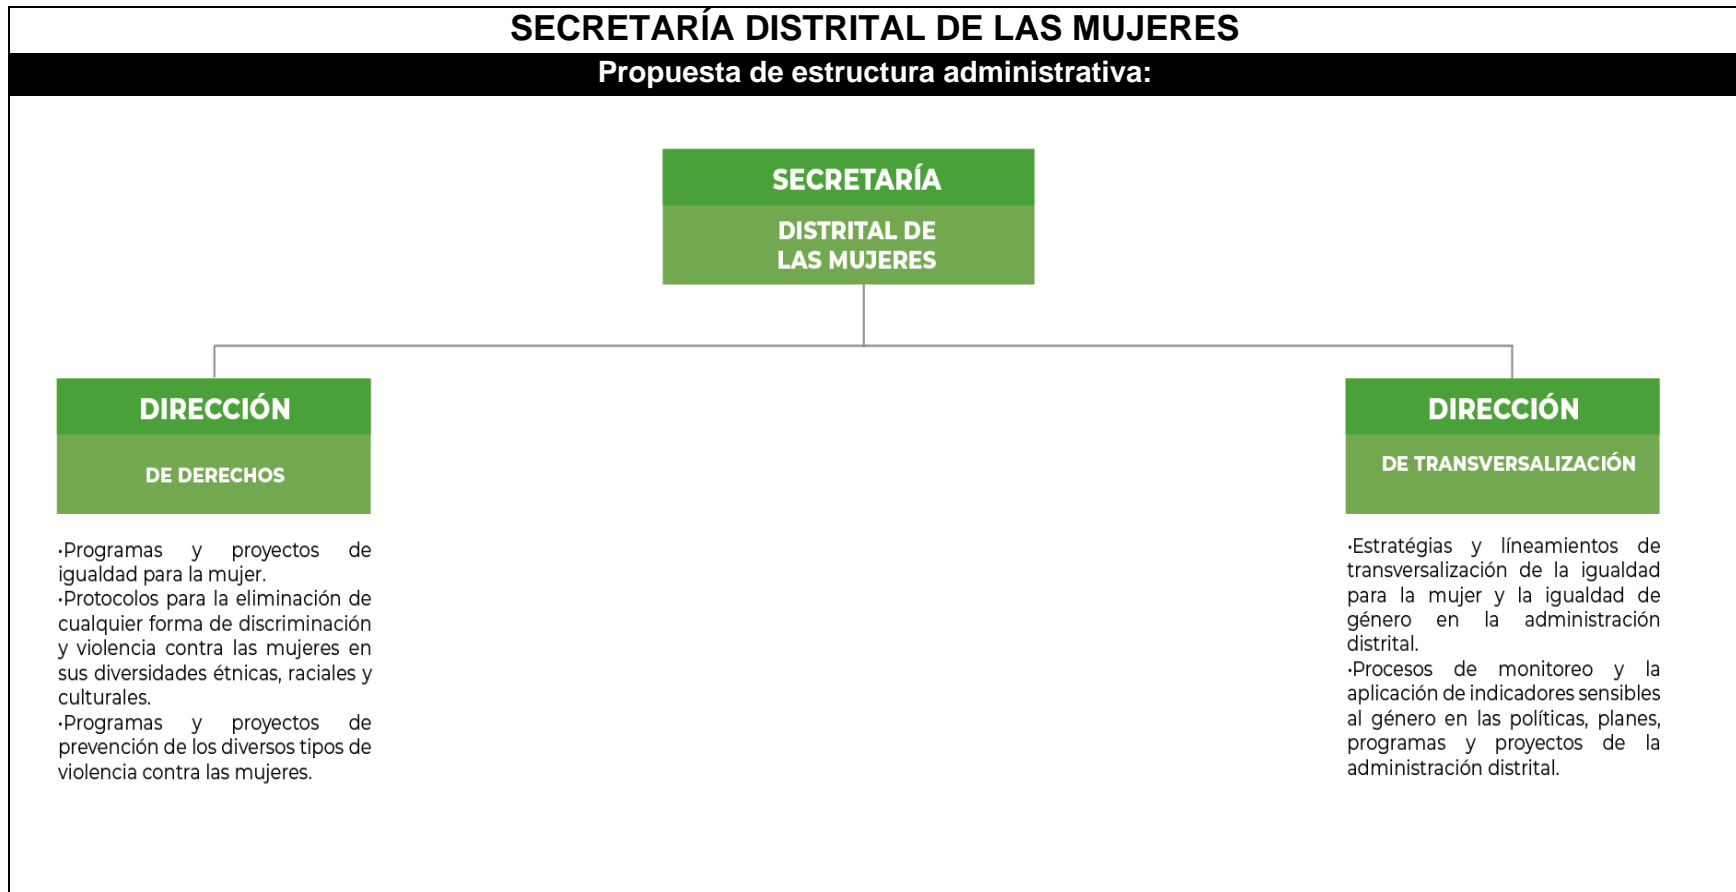 SECRETARÍA DISTRITAL DE LAS MUJERES
Propuesta de estructura administrativa:
SECRETARÍA
DISTRITAL DE
LAS MUJERES
DIRECCIÓN
DE DERECHOS
•Programas y proyectos de
igualdad para la mujer.
•Protocolos para la eliminación de
cualquier forma de discriminación
y violencia contra las mujeres en
sus diversidades étnicas, raciales y
culturales.
•Programas y proyectos de
prevención de los diversos tipos de
violencia contra las mujeres.
DIRECCIÓN
DE TRANSVERSALIZACIÓN
•Estratégias y líneamientos de
transversalización de la igualdad
para la mujer y la igualdad de
género en la administración
distrital.
•Procesos de monitoreo y la
aplicación de indicadores sensibles
al género en las políticas, planes,
programas y proyectos de la
administración distrital.